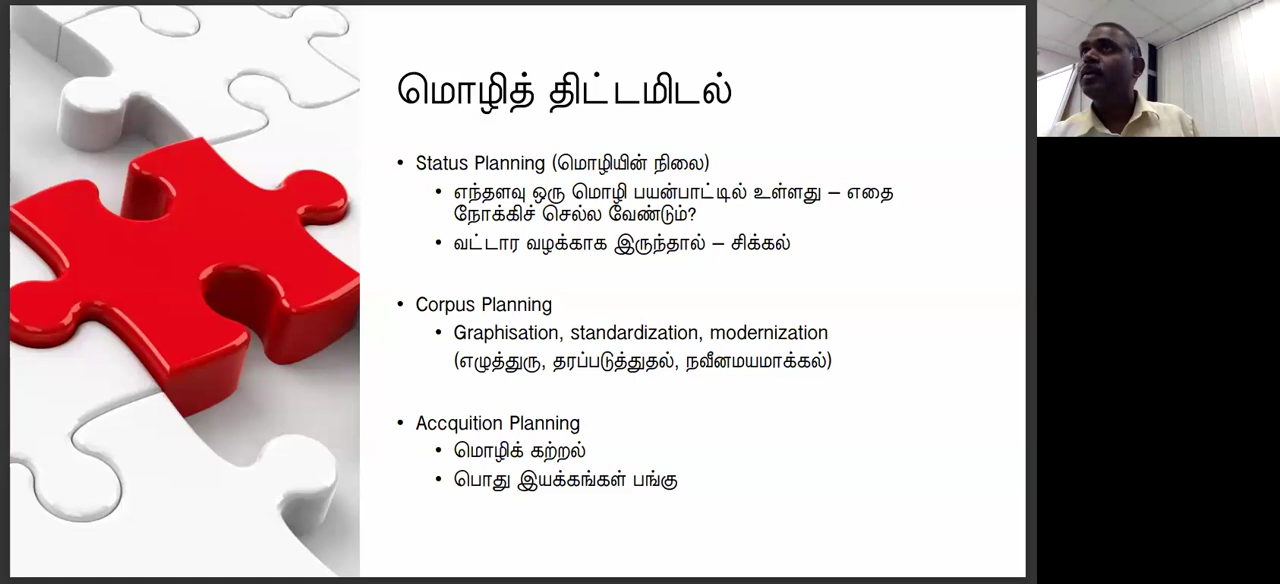 மொழித் திட்டமிடல்
• Status Planning (மொழியின் நிலை)
• எந்தளவு ஒரு மொழி பயன்பாட்டில் உள்ளது – எதை
நோக்கிச் செல்ல வேண்டும்?
• வட்டார வழக்காக இருந்தால் – சிக்கல்
• Corpus Planning
• Graphisation, standardization, modernization
(எழுத்துரு, தரப்படுத்துதல், நவீனமயமாக்கல்)
• Accquition Planning
• மொழிக் கற்றல்
• பொது இயக்கங்கள் பங்கு